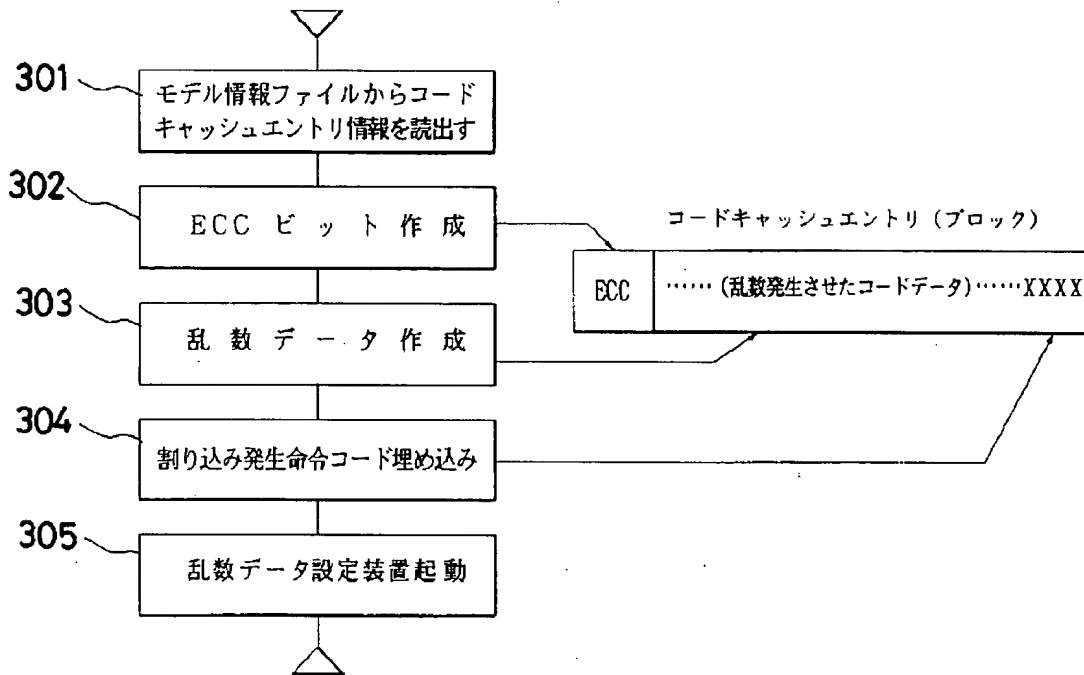 301
モデル情報ファイルからコード
キャッシュエントリ情報を読出す
302
ECCビット作成
コードキャッシュエントリ(ブロック)
ECC
……(乱数発生させたコードデータ)……XXXX
303
乱数データ作成
304
割り込み発生命令コード埋め込み
305
乱数データ設定装置起動